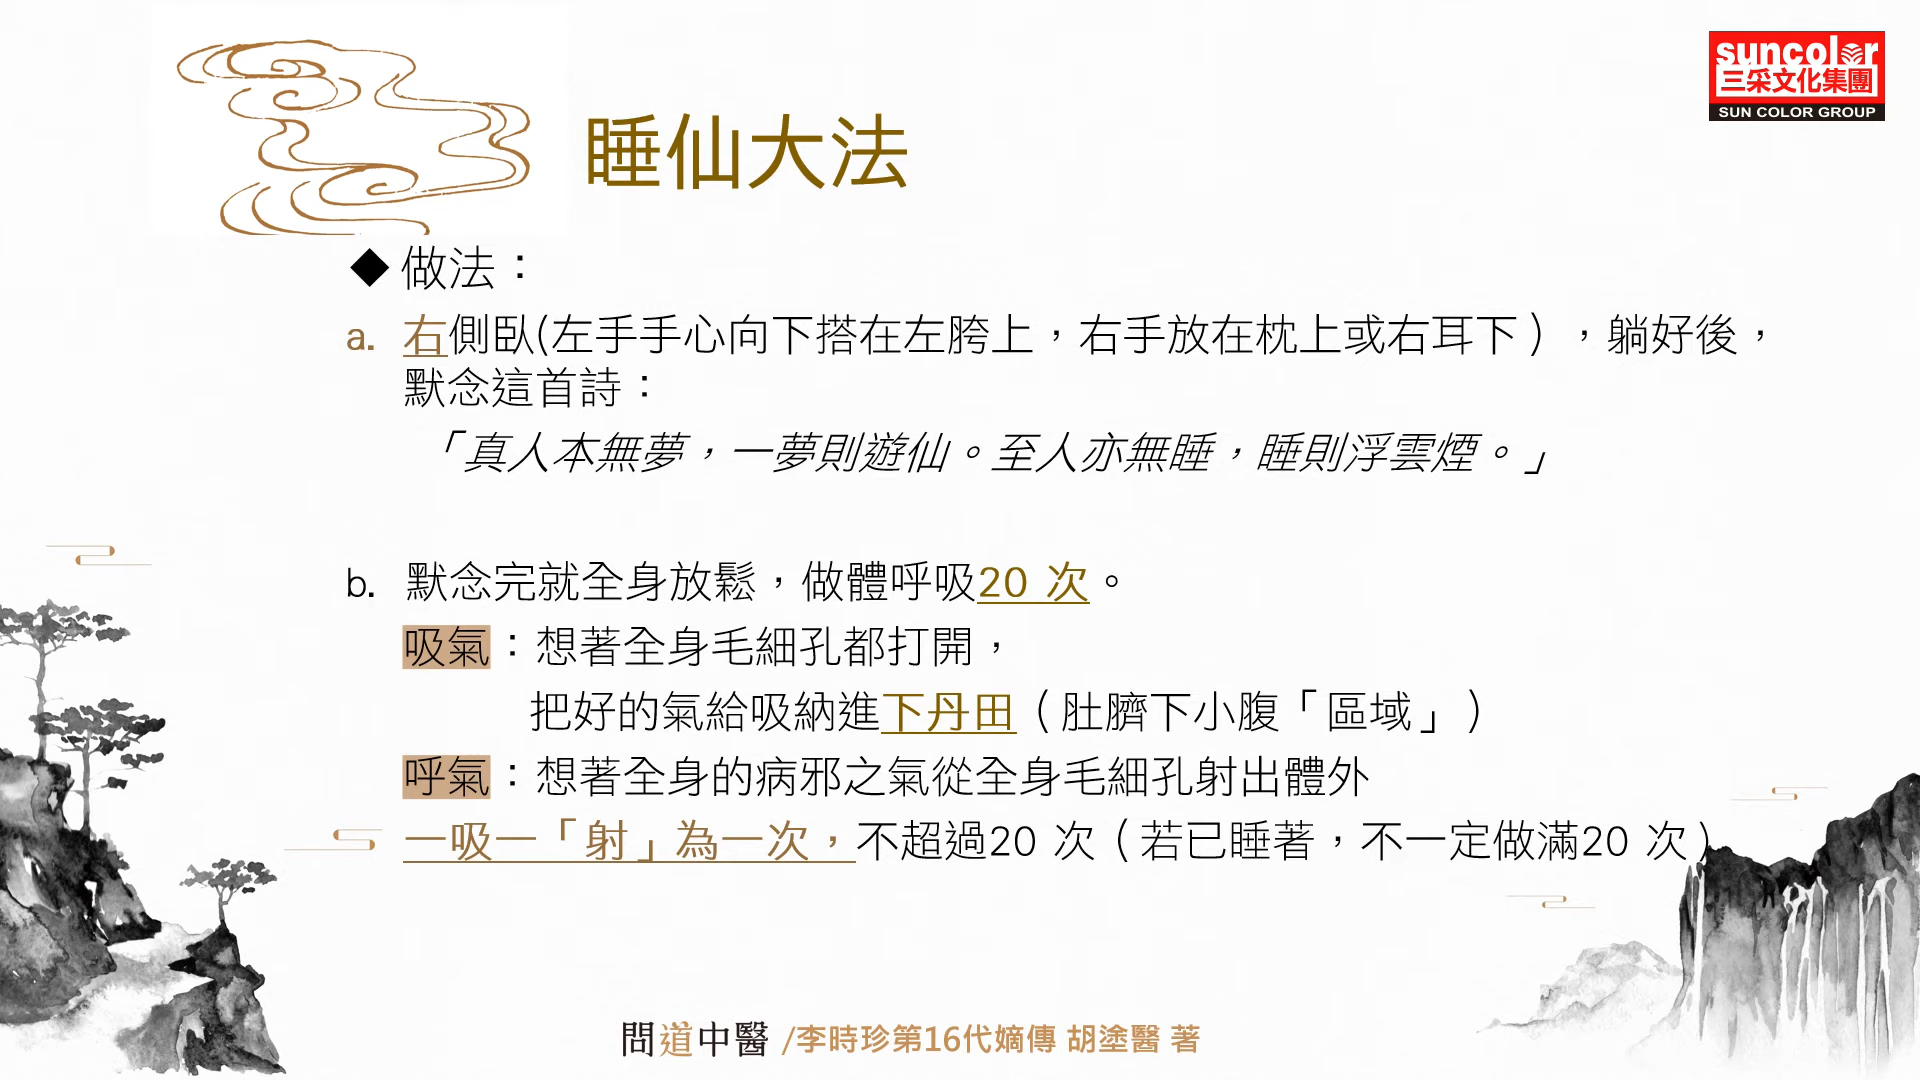 suncolor
三采文化集團
SUN COLOR GROUP
睡仙大法
◆ 做法：
a. 右側臥(左手手心向下搭在左胯上，右手放在枕上或右耳下），躺好後，
默念這首詩：
「真人本無夢，一夢則遊仙。至人亦無睡，睡則浮雲煙。」
b. 默念完就全身放鬆，做體呼吸20 次。
吸氣：想著全身毛細孔都打開，
把好的氣給吸納進下丹田（肚臍下小腹「區域」）
呼氣：想著全身的病邪之氣從全身毛細孔射出體外
一吸一「射」為一次，不超過20 次（若已睡著，不一定做滿20 次）
問道中醫 /李時珍第16代嫡傳 胡塗醫 著